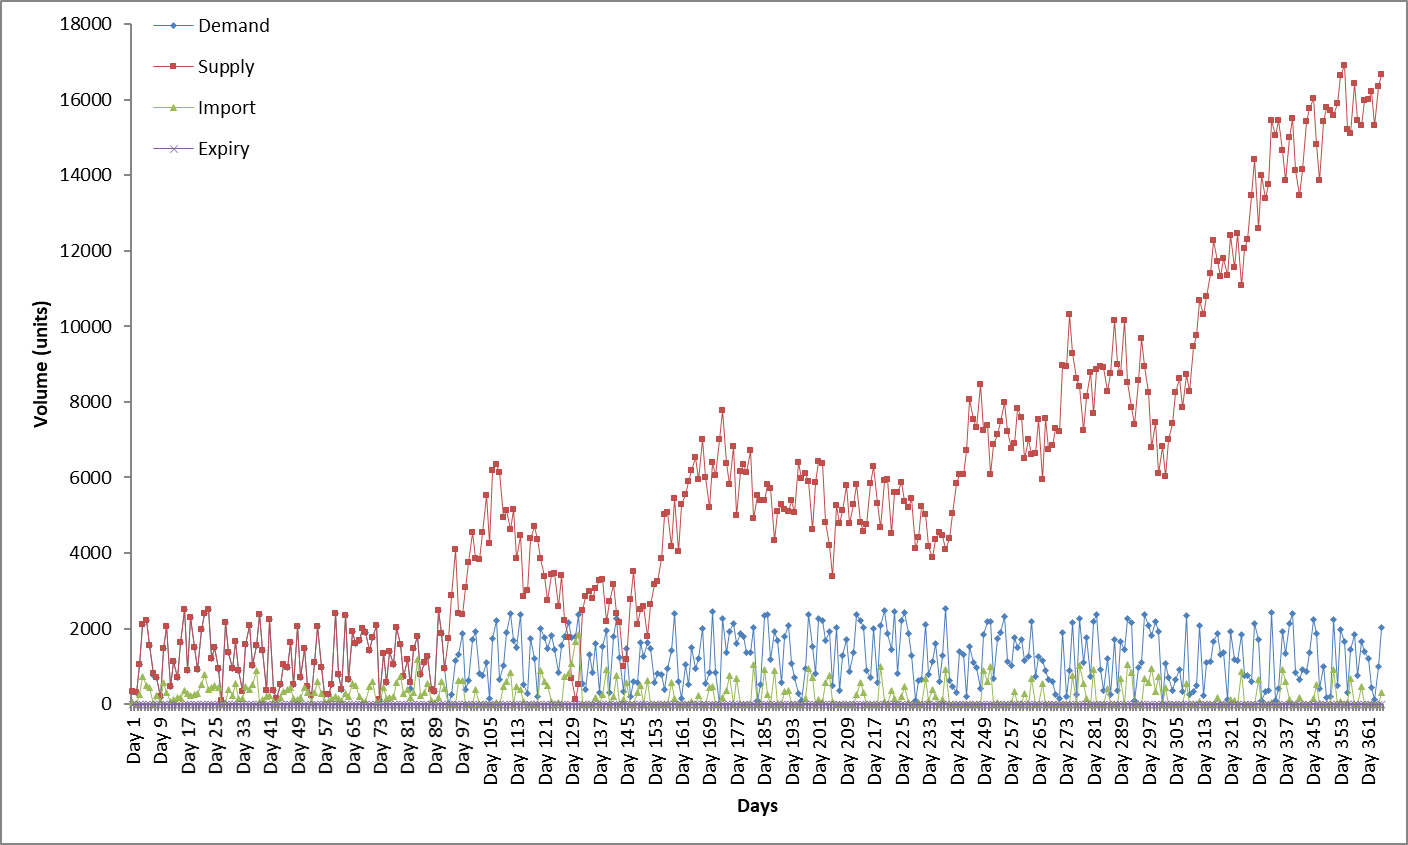 18000
16000
14000
12000
10000
8000
6000
4000
2000
0
Volume (units)
Demand
Supply
Import
Expiry
Day 1
Day 9
Day 17
Day 25
Day 33
Day 41
Day 49
Day 57
Day 65
Day 73
Day 81
Day 89
Day 97
Day 105
Day 113
Day 121
Day 129
Day 137
Day 145
Day 153
Day 161
Day 169
Day 177
Day 185
Day 193
Day 201
Day 209
Day 217
Day 225
Day 233
Day 241
Day 249
Day 257
Day 265
Day 273
Day 281
Day 289
Day 297
Day 305
Day 313
Day 321
Day 329
Day 337
Day 345
Day 353
Day 361
Days